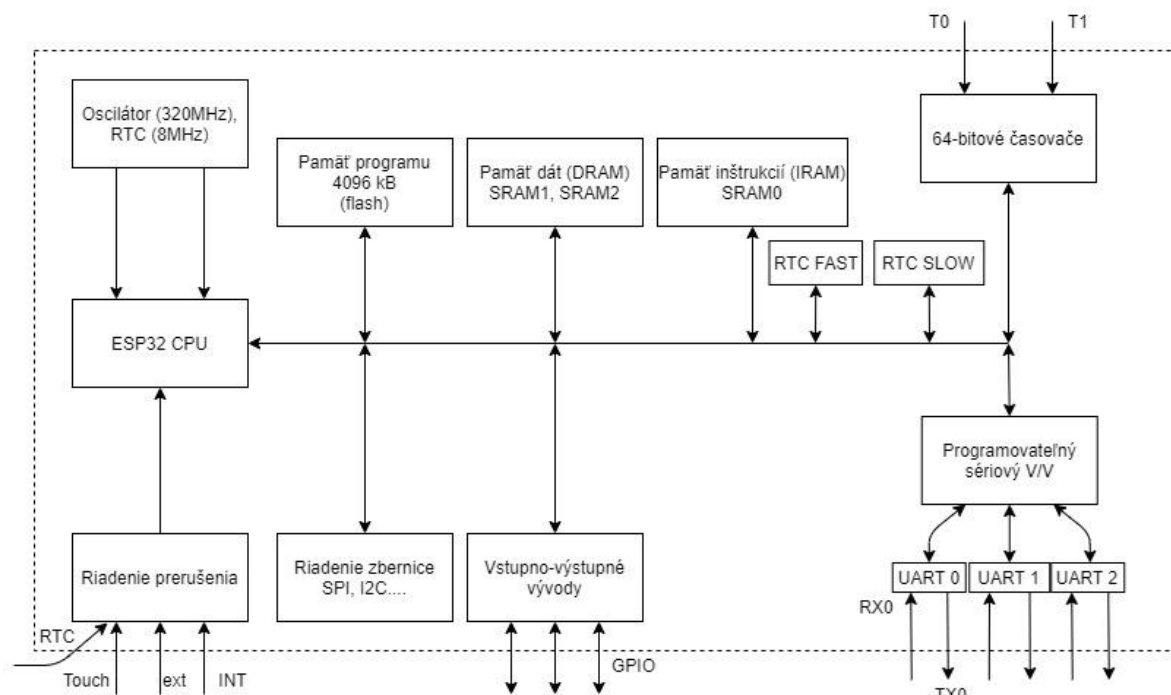 T0
T1
Oscilátor (320MHz),
RTC (8MHz)
64-bitové časovače
Pamäť programu
4096 kB
(flash)
Pamäť dát (DRAM)
SRAM1, SRAM2
Pamäť inštrukcií (IRAM)
SRAM0
RTC FAST
RTC SLOW
ESP32 CPU
Programovateľný
sériový V/V
Riadenie prerušenia
Riadenie zbernice
SPI, I2C....
Vstupno-výstupné
vývody
UART 0
UART 1
UART 2
RX0
RTC
GPIO
Touch
ext
INT
TX0